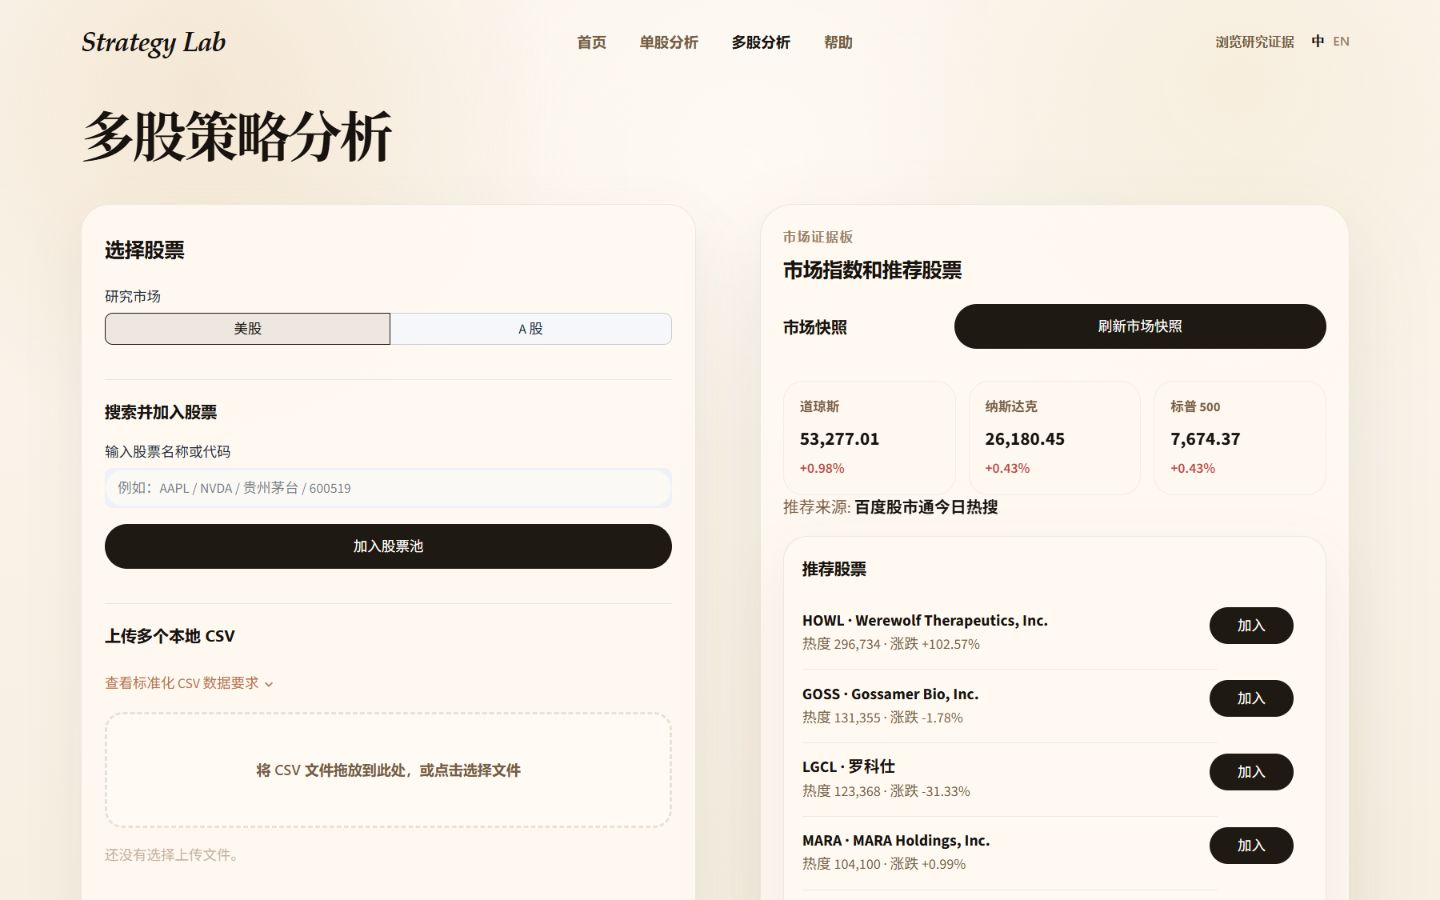 Strategy Lab
首页
单股分析
多股分析
帮助
浏览研究证据
中
EN
多股策略分析
选择股票
研究市场
美股
A 股
搜索并加入股票
输入股票名称或代码
例如：AAPL / NVDA / 贵州茅台 / 600519
加入股票池
上传多个本地 CSV
查看标准化 CSV 数据要求
将 CSV 文件拖放到此处，或点击选择文件
还没有选择上传文件。
市场证据板
市场指数和推荐股票
市场快照
刷新市场快照
道琼斯
53,277.01
+0.98%
纳斯达克
26,180.45
+0.43%
标普 500
7,674.37
+0.43%
推荐来源: 百度股市通今日热搜
推荐股票
HOWL · Werewolf Therapeutics, Inc.
热度 296,734 · 涨跌 +102.57%
加入
GOSS · Gossamer Bio, Inc.
热度 131,355 · 涨跌 -1.78%
加入
LGCL · 罗科仕
热度 123,368 · 涨跌 -31.33%
加入
MARA · MARA Holdings, Inc.
热度 104,100 · 涨跌 +0.99%
加入